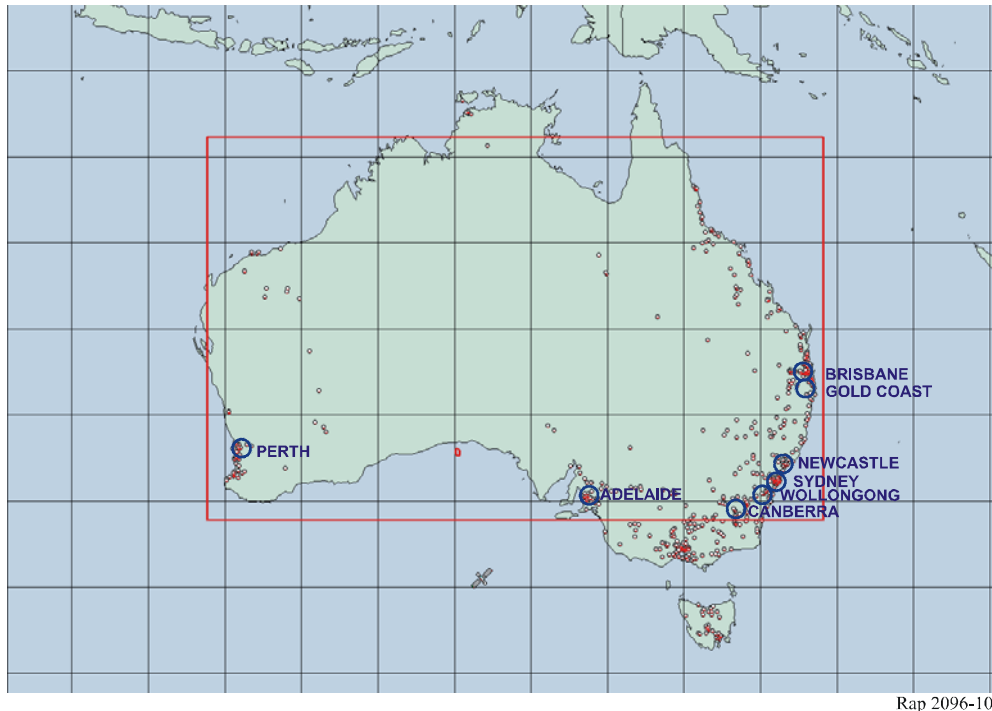 BRISBANE
GOLD COAST
PERTH
NEWCASTLE
SYDNEY
ADELAIDE
WOLLONGONG
CANBERRA
Rap 2096-10